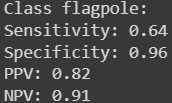 Class flagpole:
Sensitivity: 0.64
Specificity: 0.96
PPV: 0.82
NPV: 0.91